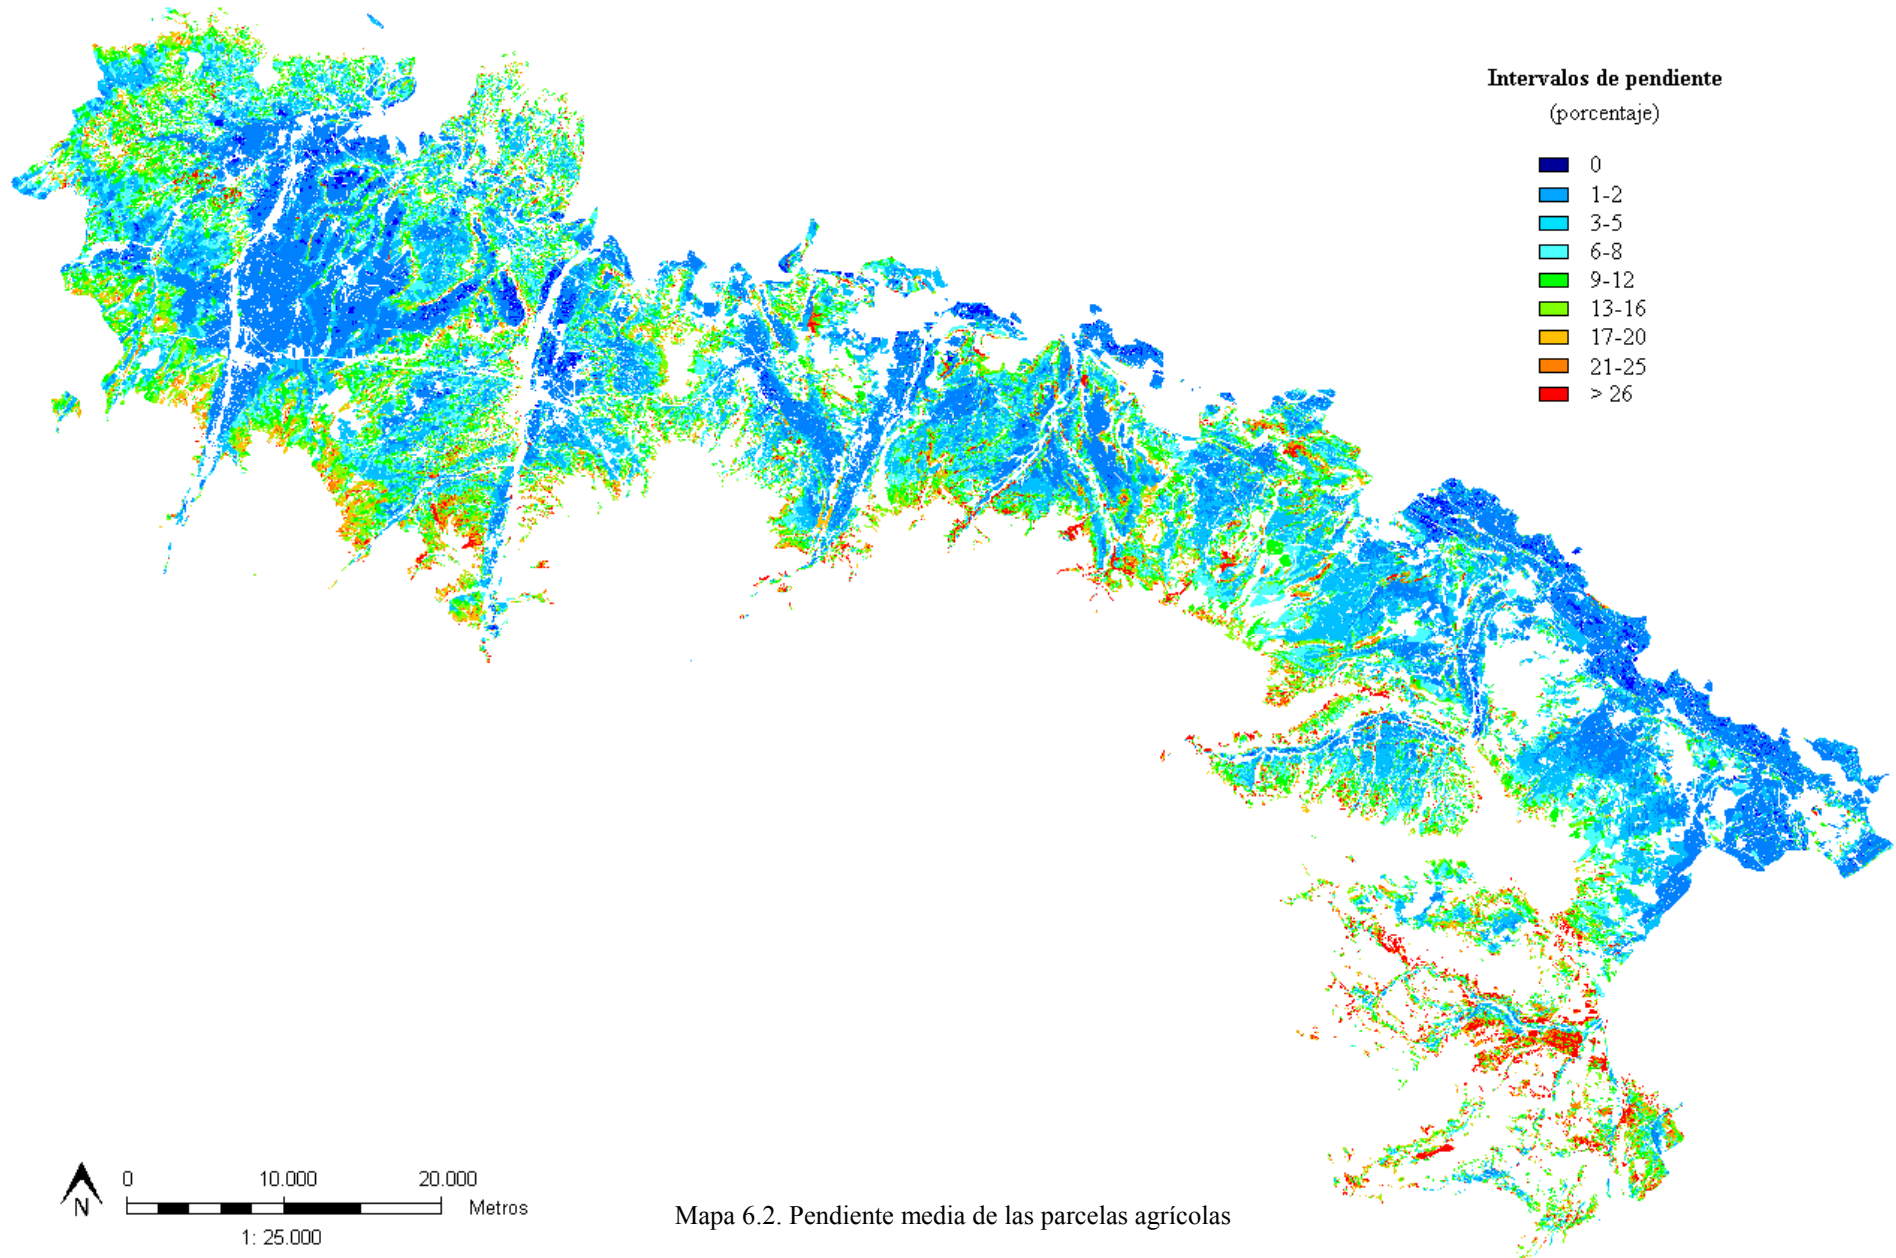 Intervalos de pendiente
(porcentaje)
0
1-2
3-5
6-8
9-12
13-16
17-20
21-25
> 26
N
0 10.000 20.000
Metros
1: 25.000
Mapa 6.2. Pendiente media de las parcelas agrícolas